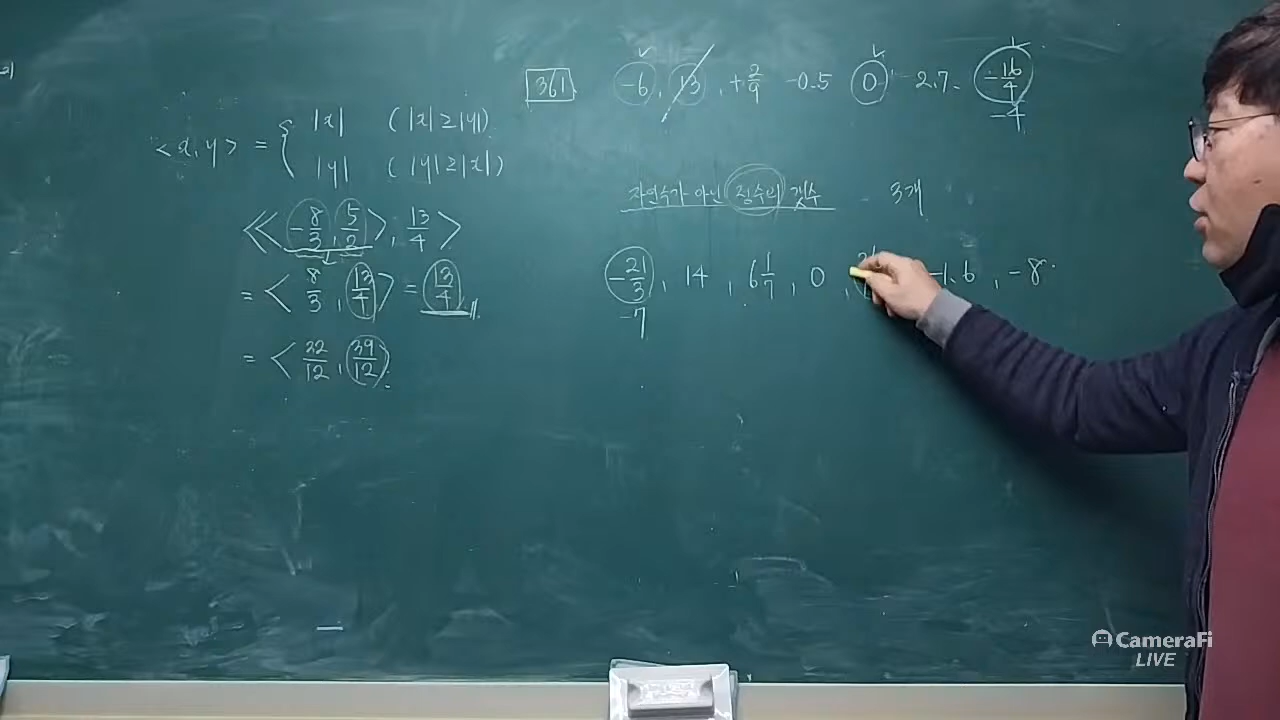 <x, y> = { |x| ( |x| ≥ |y| )
|y| ( |y| ≥ |x| )
<< -8/3, 5/2 >, 13/4 >
= < 8/3, 13/4 > = 13/4
= < 22/12, 39/12 >
361 -6, 13, +2/9 -0.5 0, -2.7, -16/4
-4
자연수가 아닌 정수의 갯수 3개
-21/3, 14, 6 1/7, 0, -1.6, -8
-7
CameraFi
LIVE